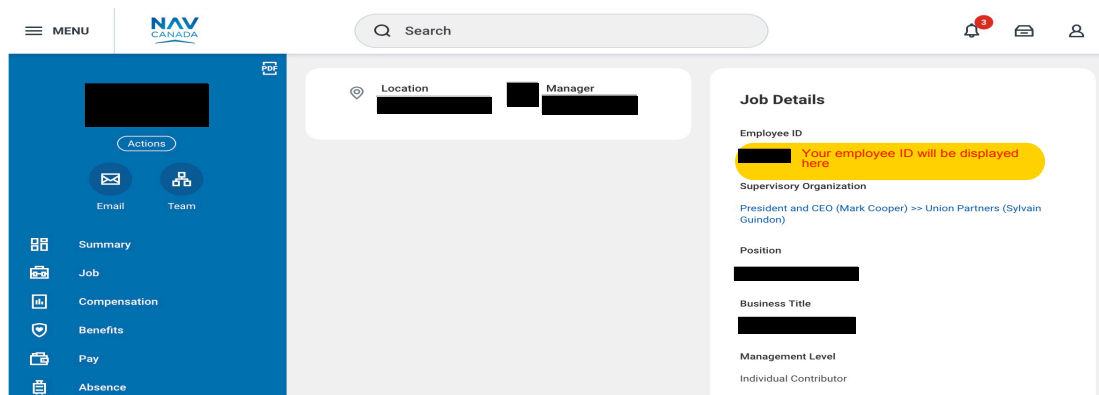 MENU
NAV
CANADA
Search
3
PDF
Actions
Email
Team
Summary
Job
Compensation
Benefits
Pay
Absence
Location
Manager
Job Details
Employee ID
Your employee ID will be displayed
here
Supervisory Organization
President and CEO (Mark Cooper) >> Union Partners (Sylvain
Guindon)
Position
Business Title
Management Level
Individual Contributor